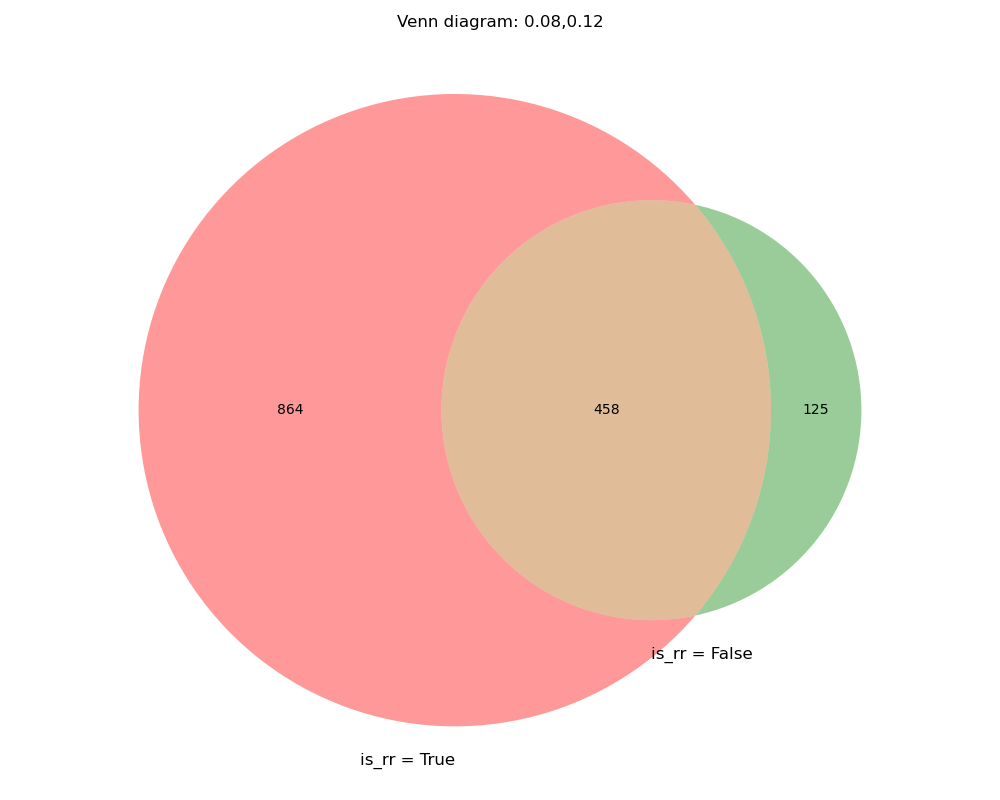 Venn diagram: 0.08,0.12
864
458
125
is_rr = False
is_rr = True